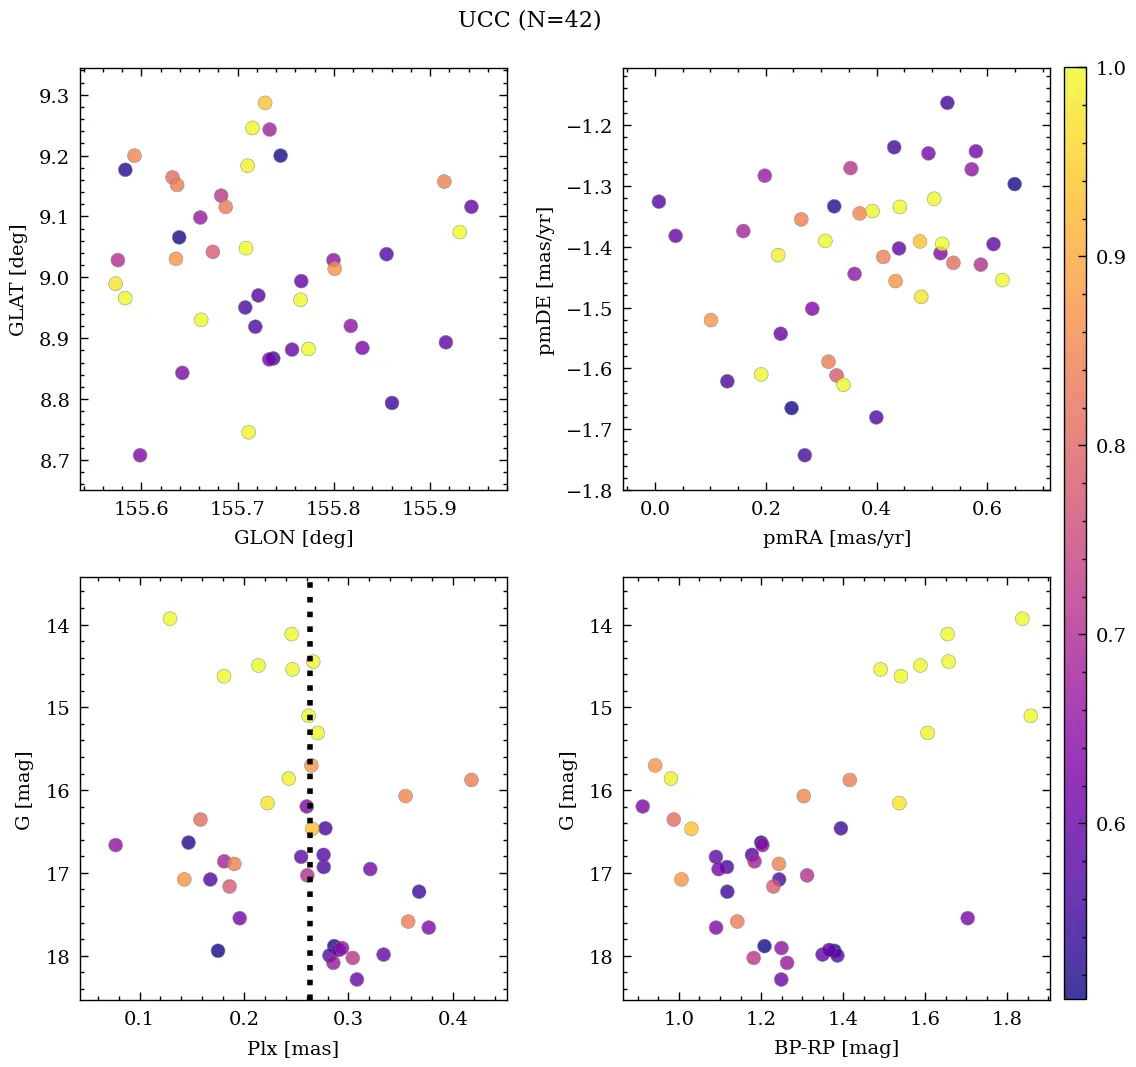 UCC (N=42)
9.3
9.2
9.1
9.0
8.9
8.8
8.7
GLAT [deg]
155.6 155.7 155.8 155.9
GLON [deg]
−1.2
−1.3
−1.4
−1.5
−1.6
−1.7
−1.8
pmDE [mas/yr]
0.0 0.2 0.4 0.6
pmRA [mas/yr]
1.0
0.9
0.8
0.7
0.6
14
15
16
17
18
G [mag]
0.1 0.2 0.3 0.4
Plx [mas]
14
15
16
17
18
G [mag]
1.0 1.2 1.4 1.6 1.8
BP-RP [mag]